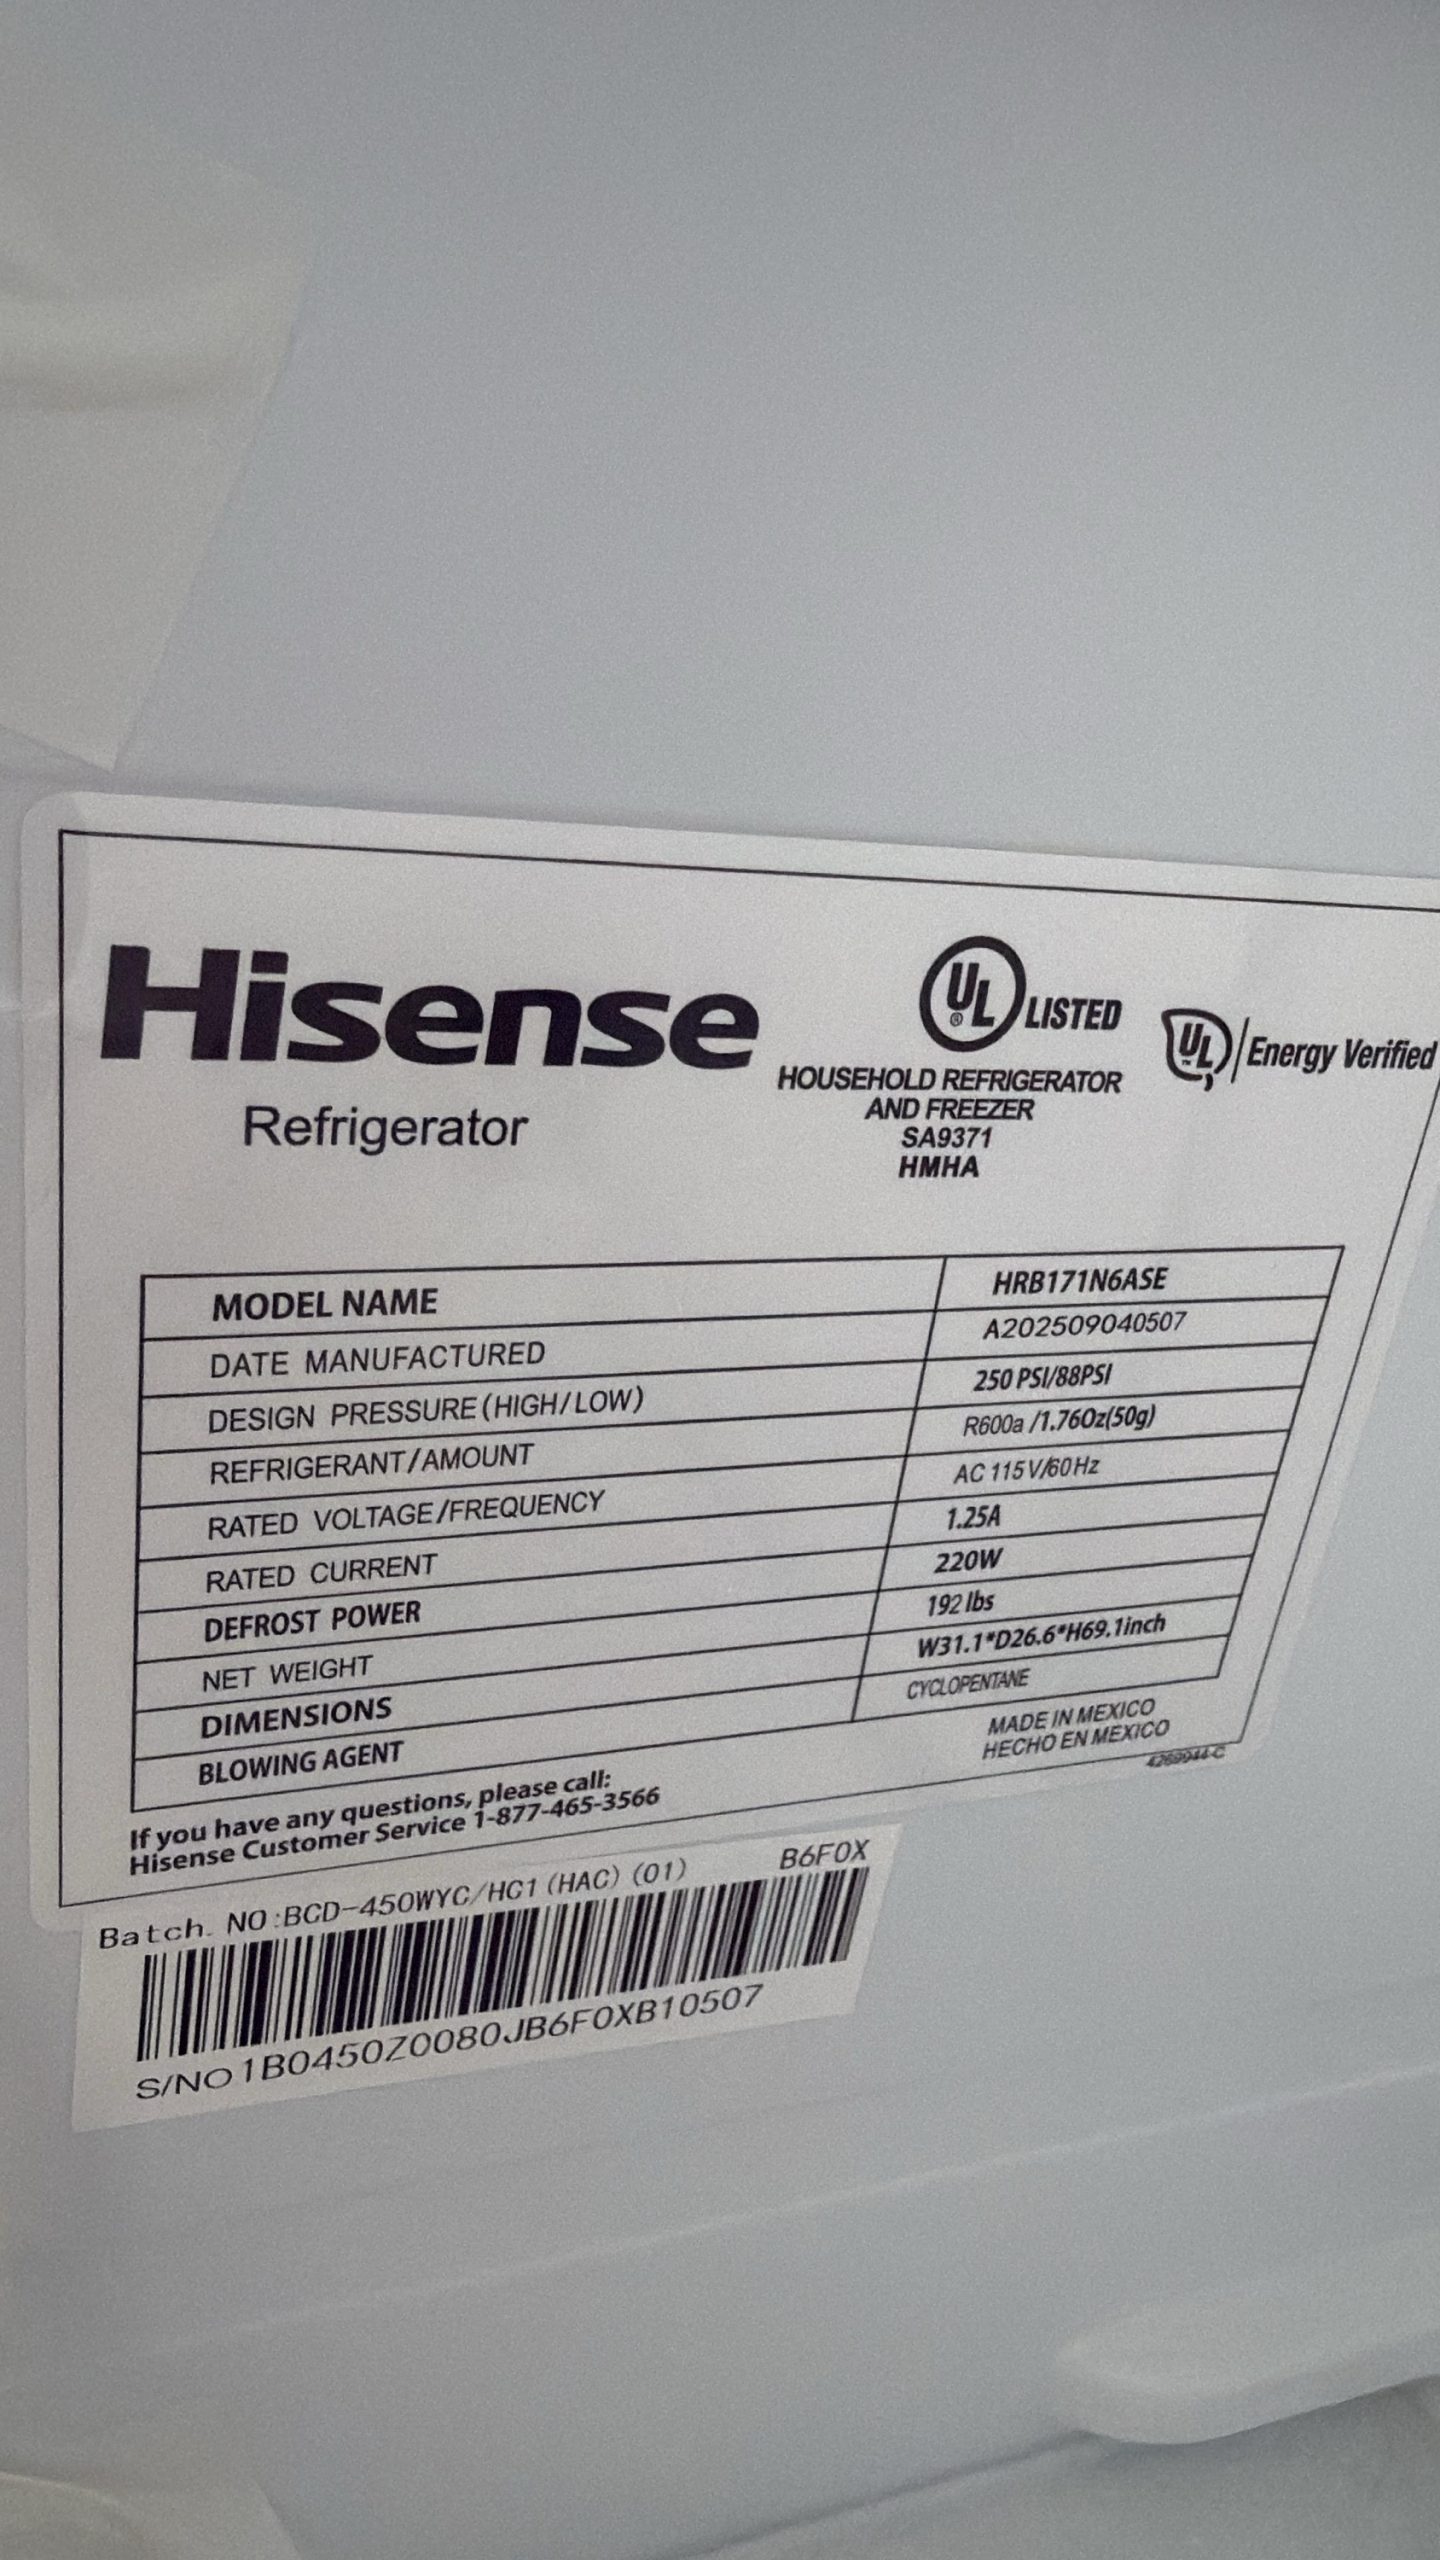 Hisense
Refrigerator
UL ® LISTED
HOUSEHOLD REFRIGERATOR
AND FREEZER
SA9371
HMHA
UL Energy Verified
MODEL NAME HRB171N6ASE
DATE MANUFACTURED A202509040507
DESIGN PRESSURE(HIGH/LOW) 250 PSI/88PSI
REFRIGERANT/AMOUNT R600a /1.76Oz(50g)
RATED VOLTAGE/FREQUENCY AC 115V/60Hz
RATED CURRENT 1.25A
DEFROST POWER 220W
NET WEIGHT 192 lbs
DIMENSIONS W31.1*D26.6*H69.1inch
BLOWING AGENT CYCLOPENTANE
MADE IN MEXICO
HECHO EN MEXICO
4269944-C
If you have any questions, please call:
Hisense Customer Service 1-877-465-3566
Batch. NO:BCD-450WYC/HC1(HAC)(01) B6F0X
S/NO1B0450Z0080JB6F0XB10507